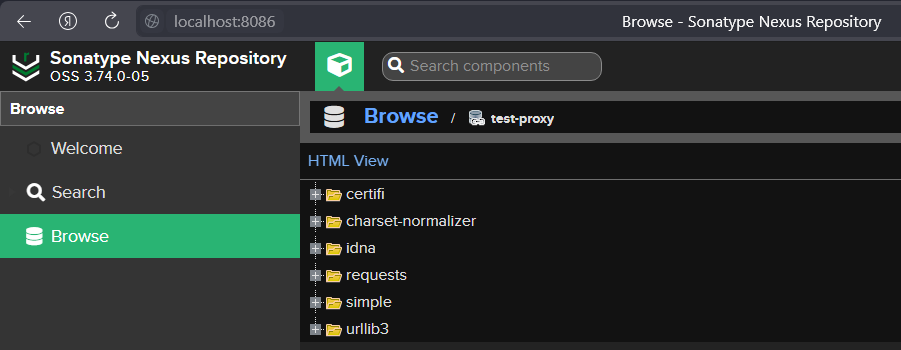 localhost:8086
Browse - Sonatype Nexus Repository
Sonatype Nexus Repository
OSS 3.74.0-05
Search components
Browse
Welcome
Search
Browse
Browse / test-proxy
HTML View
certifi
charset-normalizer
idna
requests
simple
urllib3